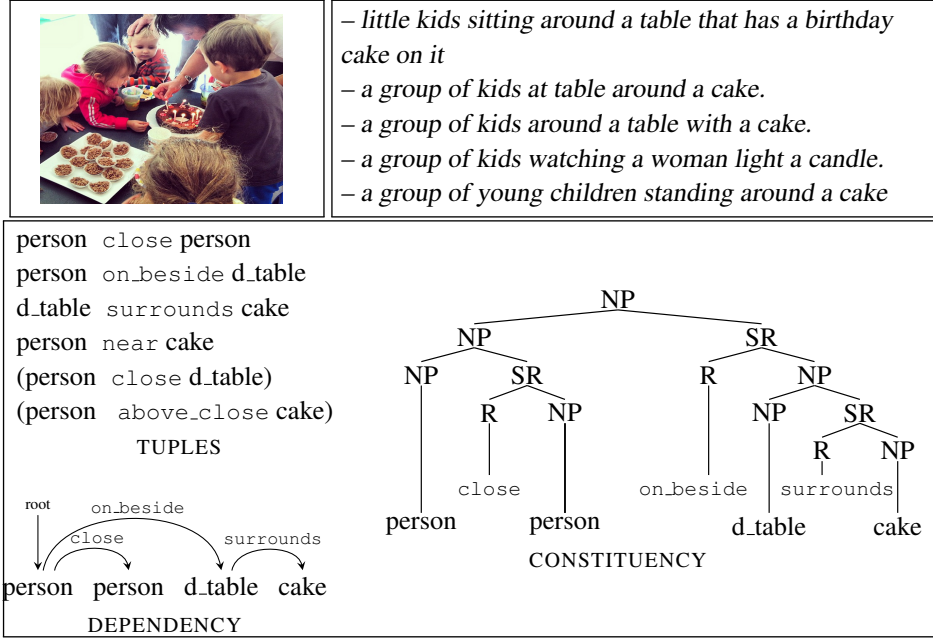 – little kids sitting around a table that has a birthday
cake on it
– a group of kids at table around a cake.
– a group of kids around a table with a cake.
– a group of kids watching a woman light a candle.
– a group of young children standing around a cake
person close person
person on_beside d_table
d_table surrounds cake
person near cake
(person close d_table)
(person above_close cake)
TUPLES
root
on_beside
close
surrounds
person person d_table cake
DEPENDENCY
NP
NP SR
NP SR R NP
R NP NP SR
R NP
close on_beside surrounds
person person d_table cake
CONSTITUENCY